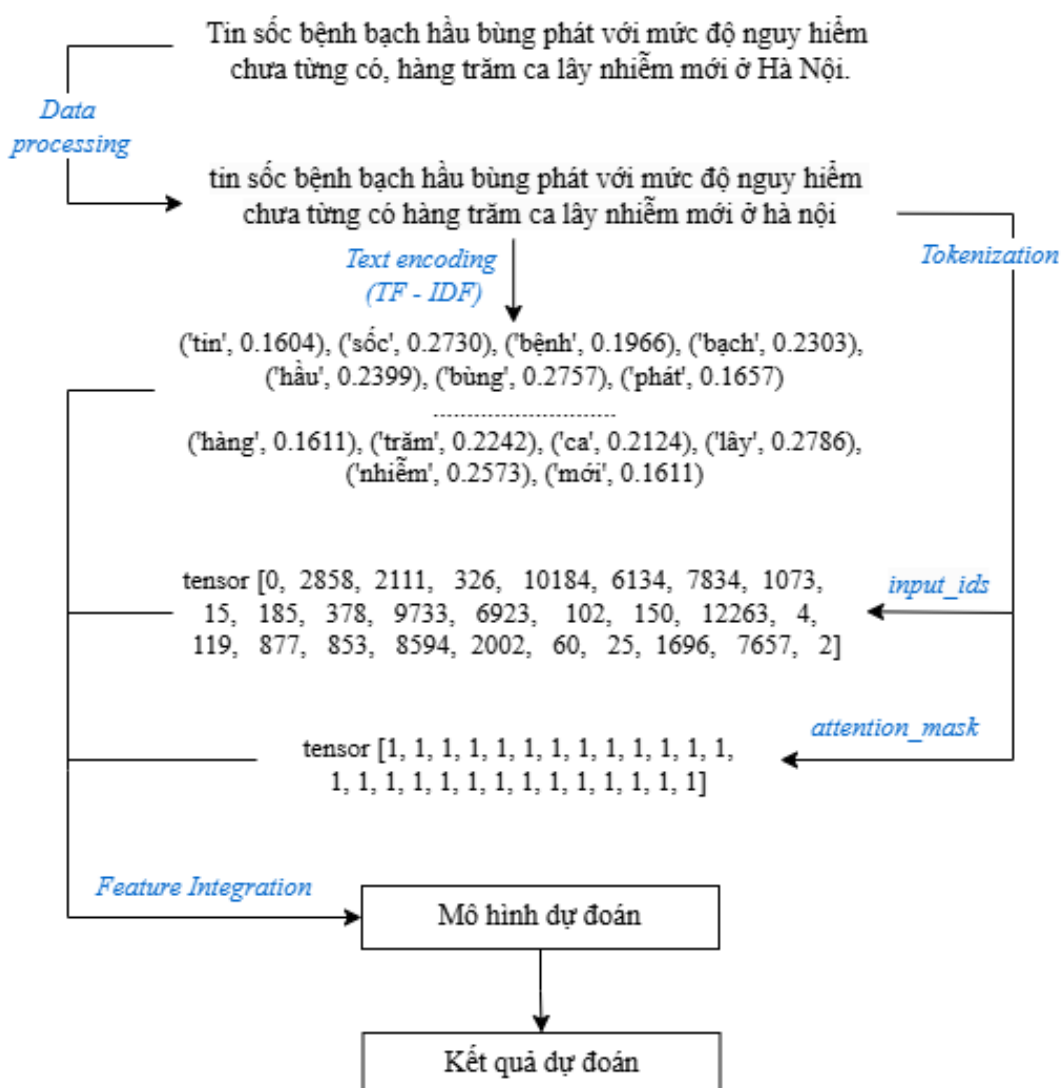 Tin sốc bệnh bạch hầu bùng phát với mức độ nguy hiểm
chưa từng có, hàng trăm ca lây nhiễm mới ở Hà Nội.
Data
processing
tin sốc bệnh bạch hầu bùng phát với mức độ nguy hiểm
chưa từng có hàng trăm ca lây nhiễm mới ở hà nội
Text encoding
(TF - IDF)
Tokenization
('tin', 0.1604), ('sốc', 0.2730), ('bệnh', 0.1966), ('bạch', 0.2303),
('hầu', 0.2399), ('bùng', 0.2757), ('phát', 0.1657)
............................
('hàng', 0.1611), ('trăm', 0.2242), ('ca', 0.2124), ('lây', 0.2786),
('nhiễm', 0.2573), ('mới', 0.1611)
tensor [0, 2858, 2111, 326, 10184, 6134, 7834, 1073,
15, 185, 378, 9733, 6923, 102, 150, 12263, 4,
119, 877, 853, 8594, 2002, 60, 25, 1696, 7657, 2]
input_ids
attention_mask
tensor [1, 1, 1, 1, 1, 1, 1, 1, 1, 1, 1, 1, 1,
1, 1, 1, 1, 1, 1, 1, 1, 1, 1, 1, 1, 1, 1]
Feature Integration
Mô hình dự đoán
Kết quả dự đoán